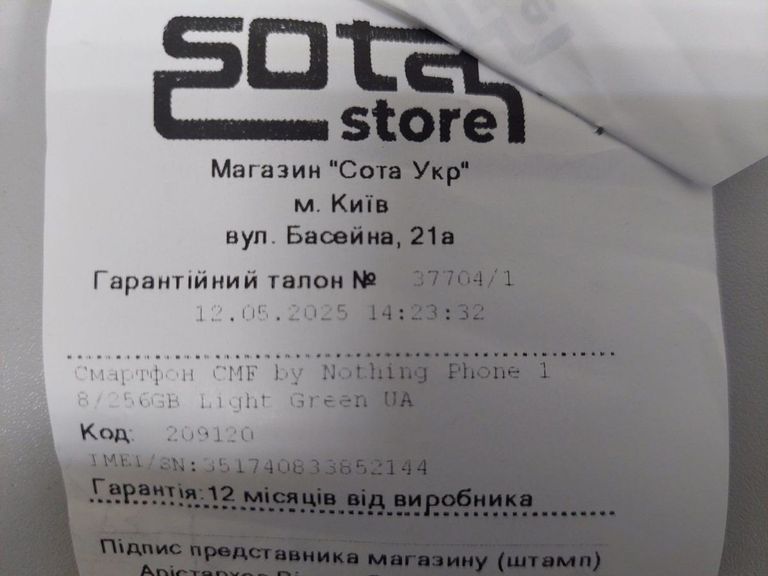 sota
store
Магазин "Сота Укр"
м. Київ
вул. Басейна, 21а
Гарантійний талон № 37704/1
12.05.2025 14:23:32
Смартфон CMF by Nothing Phone 1
8/256GB Light Green UA
Код: 209120
IMEI/SN:351740833852144
Гарантія:12 місяців від виробника
Підпис представника магазину (штамп)